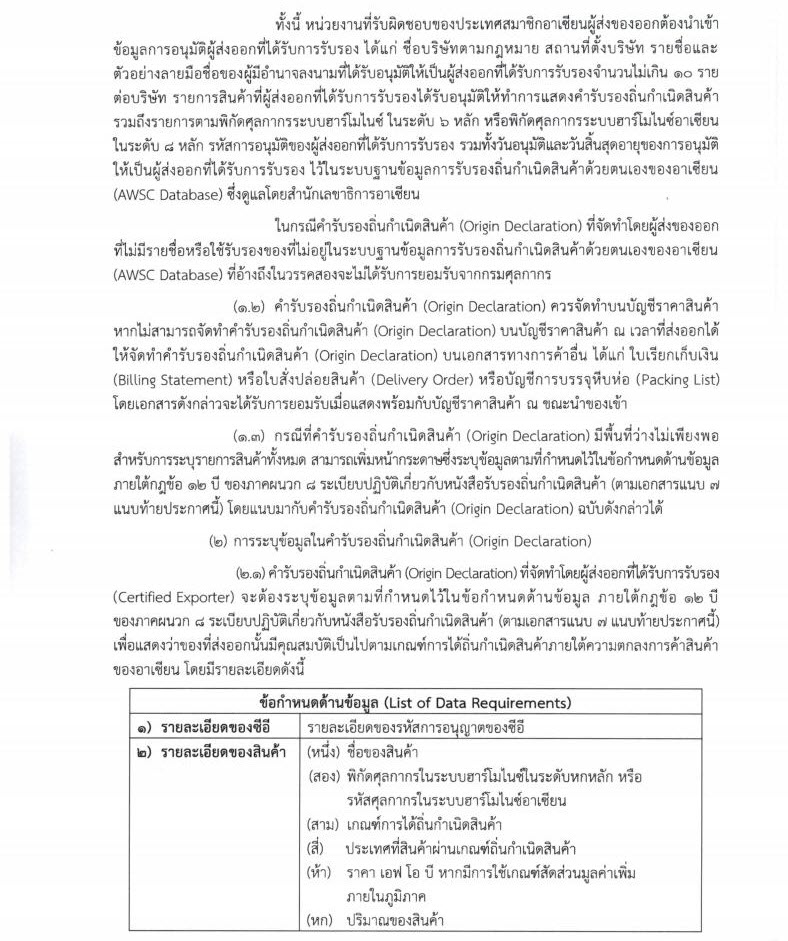 ทั้งนี้ หน่วยงานที่รับผิดชอบของประเทศสมาชิกอาเซียนผู้ส่งของออกต้องนำเข้า
ข้อมูลการอนุมัติผู้ส่งออกที่ได้รับการรับรอง ได้แก่ ชื่อบริษัทตามกฎหมาย สถานที่ตั้งบริษัท รายชื่อและ
ตัวอย่างลายมือชื่อของผู้มีอำนาจลงนามที่ได้รับอนุมัติให้เป็นผู้ส่งออกที่ได้รับการรับรองจำนวนไม่เกิน ๑๐ ราย
ต่อบริษัท รายการสินค้าที่ผู้ส่งออกที่ได้รับการรับรองได้รับอนุมัติให้ทำการแสดงคำรับรองถิ่นกำเนิดสินค้า
รวมถึงรายการตามพิกัดศุลกากรระบบฮาร์โมไนซ์ ในระดับ ๖ หลัก หรือพิกัดศุลกากรระบบฮาร์โมไนซ์อาเซียน
ในระดับ ๘ หลัก รหัสการอนุมัติของผู้ส่งออกที่ได้รับการรับรอง รวมทั้งวันอนุมัติและวันสิ้นสุดอายุของการอนุมัติ
ให้เป็นผู้ส่งออกที่ได้รับการรับรอง ไว้ในระบบฐานข้อมูลการรับรองถิ่นกำเนิดสินค้าด้วยตนเองของอาเซียน
(AWSC Database) ซึ่งดูแลโดยสำนักเลขาธิการอาเซียน
ในกรณีคำรับรองถิ่นกำเนิดสินค้า (Origin Declaration) ที่จัดทำโดยผู้ส่งของออก
ที่ไม่มีรายชื่อหรือใช้รับรองของที่ไม่อยู่ในระบบฐานข้อมูลการรับรองถิ่นกำเนิดสินค้าด้วยตนเองของอาเซียน
(AWSC Database) ที่อ้างถึงในวรรคสองจะไม่ได้รับการยอมรับจากกรมศุลกากร
(๑.๒) คำรับรองถิ่นกำเนิดสินค้า (Origin Declaration) ควรจัดทำบนบัญชีราคาสินค้า
หากไม่สามารถจัดทำคำรับรองถิ่นกำเนิดสินค้า (Origin Declaration) บนบัญชีราคาสินค้า ณ เวลาที่ส่งออกได้
ให้จัดทำคำรับรองถิ่นกำเนิดสินค้า (Origin Declaration) บนเอกสารทางการค้าอื่น ได้แก่ ใบเรียกเก็บเงิน
(Billing Statement) หรือใบสั่งปล่อยสินค้า (Delivery Order) หรือบัญชีการบรรจุหีบห่อ (Packing List)
โดยเอกสารดังกล่าวจะได้รับการยอมรับเมื่อแสดงพร้อมกับบัญชีราคาสินค้า ณ ขณะนำของเข้า
(๑.๓) กรณีที่คำรับรองถิ่นกำเนิดสินค้า (Origin Declaration) มีพื้นที่ว่างไม่เพียงพอ
สำหรับการระบุรายการสินค้าทั้งหมด สามารถเพิ่มหน้ากระดาษซึ่งระบุข้อมูลตามที่กำหนดไว้ในข้อกำหนดด้านข้อมูล
ภายใต้กฎข้อ ๑๒ บี ของภาคผนวก ๘ ระเบียบปฏิบัติเกี่ยวกับหนังสือรับรองถิ่นกำเนิดสินค้า (ตามเอกสารแนบ ๗
แนบท้ายประกาศนี้) โดยแนบมากับคำรับรองถิ่นกำเนิดสินค้า (Origin Declaration) ฉบับดังกล่าวได้
(๒) การระบุข้อมูลในคำรับรองถิ่นกำเนิดสินค้า (Origin Declaration)
(๒.๑) คำรับรองถิ่นกำเนิดสินค้า (Origin Declaration) ที่จัดทำโดยผู้ส่งออกที่ได้รับการรับรอง
(Certified Exporter) จะต้องระบุข้อมูลตามที่กำหนดไว้ในข้อกำหนดด้านข้อมูล ภายใต้กฎข้อ ๑๒ บี
ของภาคผนวก ๘ ระเบียบปฏิบัติเกี่ยวกับหนังสือรับรองถิ่นกำเนิดสินค้า (ตามเอกสารแนบ ๗ แนบท้ายประกาศนี้)
เพื่อแสดงว่าของที่ส่งออกนั้นมีคุณสมบัติเป็นไปตามเกณฑ์การได้ถิ่นกำเนิดสินค้าภายใต้ความตกลงการค้าสินค้า
ของอาเซียน โดยมีรายละเอียดดังนี้
ข้อกำหนดด้านข้อมูล (List of Data Requirements)
๑) รายละเอียดของซีอี รายละเอียดของรหัสการอนุญาตของซีอี
๒) รายละเอียดของสินค้า (หนึ่ง) ชื่อของสินค้า
(สอง) พิกัดศุลกากรในระบบฮาร์โมไนซ์ในระดับหกหลัก หรือ
รหัสศุลกากรในระบบฮาร์โมไนซ์อาเซียน
(สาม) เกณฑ์การได้ถิ่นกำเนิดสินค้า
(สี่) ประเทศที่สินค้าผ่านเกณฑ์ถิ่นกำเนิดสินค้า
(ห้า) ราคา เอฟ โอ บี หากมีการใช้เกณฑ์สัดส่วนมูลค่าเพิ่ม
ภายในภูมิภาค
(หก) ปริมาณของสินค้า